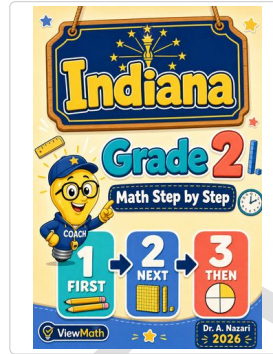 Indiana
Grade 2
Math Step by Step
COACH
1
FIRST
2
NEXT
3
THEN
ViewMath
Dr. A. Nazari
2026